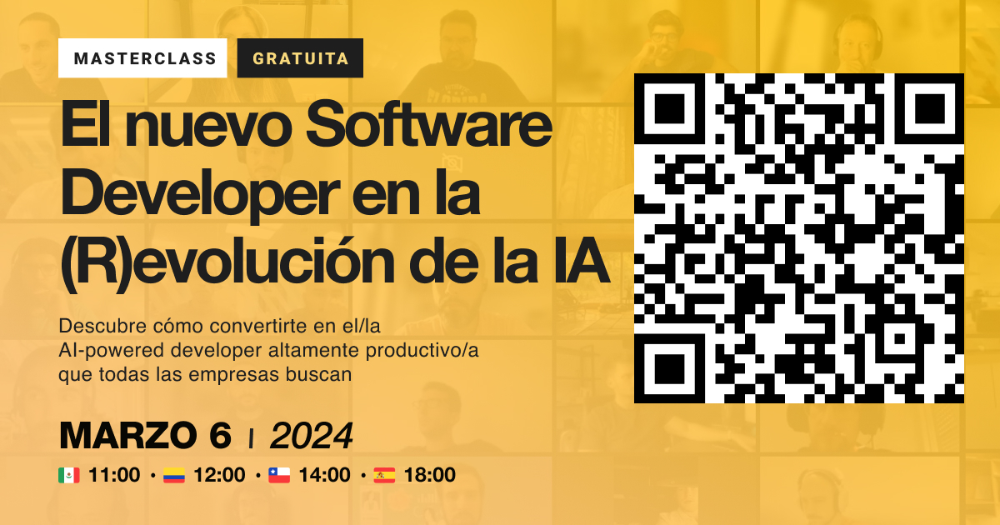 MASTERCLASS GRATUITA
El nuevo Software
Developer en la
(R)evolución de la IA
Descubre cómo convertirte en el/la
AI-powered developer altamente productivo/a
que todas las empresas buscan
MARZO 6 | 2024
11:00 • 12:00 • 14:00 • 18:00